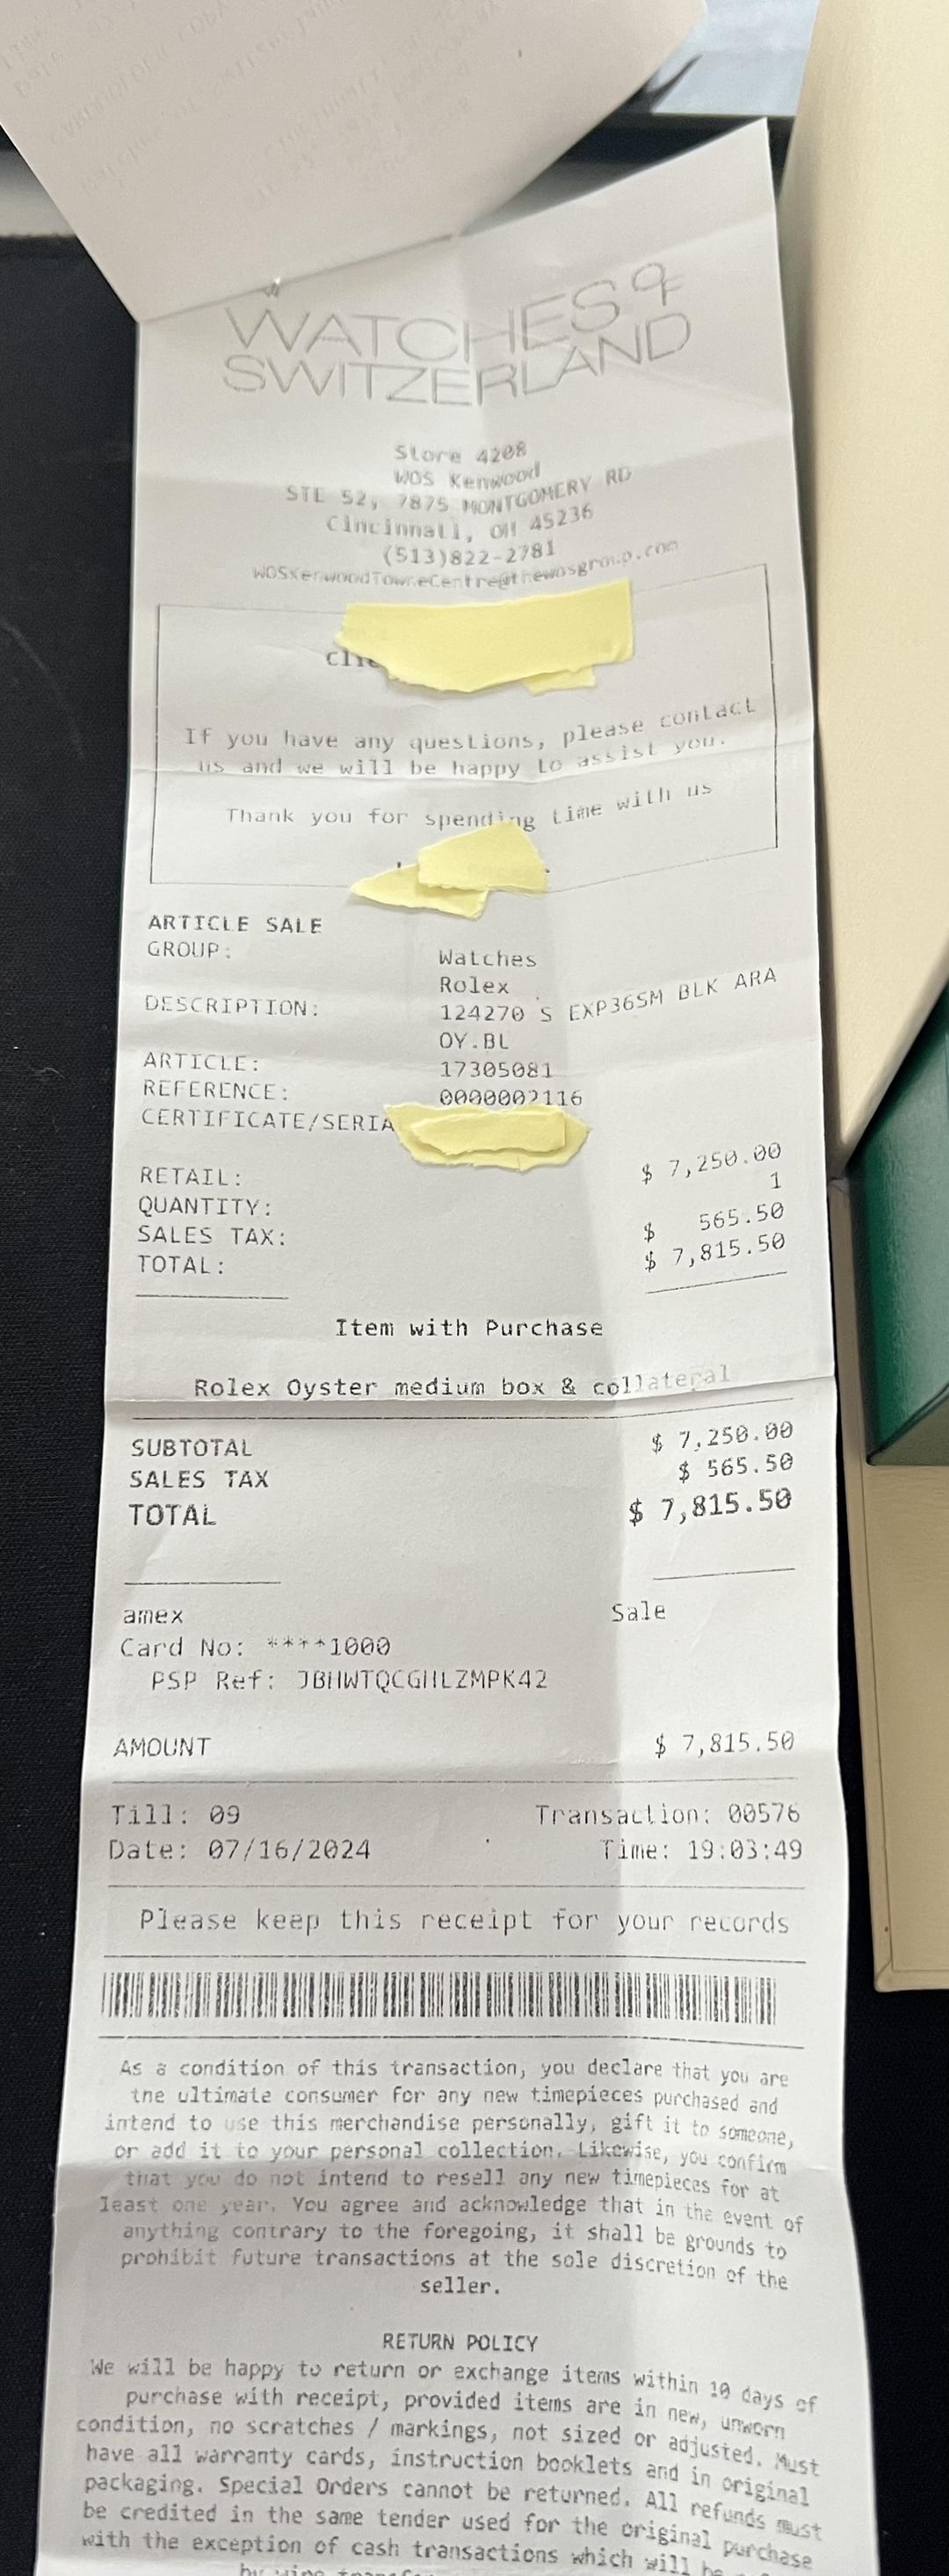 WATCHES OF
SWITZERLAND
Store 4208
WOS Kenwood
STE 52, 7875 MONTGOMERY RD
Cincinnati, OH 45236
(513)822-2781
WOSKenwoodTowneCentre@thewosgroup.com
If you have any questions, please contact
us and we will be happy to assist you.
Thank you for spending time with us
ARTICLE SALE
GROUP: Watches
Rolex
DESCRIPTION: 124270 S EXP36SM BLK ARA
OY.BL
ARTICLE: 17305081
REFERENCE: 0000002116
CERTIFICATE/SERIA
RETAIL: $ 7,250.00
QUANTITY: 1
SALES TAX: $ 565.50
TOTAL: $ 7,815.50
Item with Purchase
Rolex Oyster medium box & collateral
SUBTOTAL $ 7,250.00
SALES TAX $ 565.50
TOTAL $ 7,815.50
amex Sale
Card No: ****1000
PSP Ref: JBHWTQCGHLZMPK42
AMOUNT $ 7,815.50
Till: 09 Transaction: 00576
Date: 07/16/2024 Time: 19:03:49
Please keep this receipt for your records
As a condition of this transaction, you declare that you are
the ultimate consumer for any new timepieces purchased and
intend to use this merchandise personally, gift it to someone,
or add it to your personal collection. Likewise, you confirm
that you do not intend to resell any new timepieces for at
least one year. You agree and acknowledge that in the event of
anything contrary to the foregoing, it shall be grounds to
prohibit future transactions at the sole discretion of the
seller.
RETURN POLICY
We will be happy to return or exchange items within 10 days of
purchase with receipt, provided items are in new, unworn
condition, no scratches / markings, not sized or adjusted. Must
have all warranty cards, instruction booklets and in original
packaging. Special Orders cannot be returned. All refunds must
be credited in the same tender used for the original purchase
with the exception of cash transactions which will be